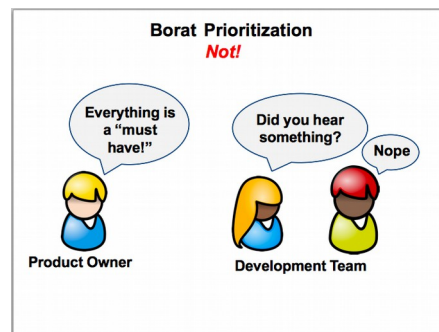 Borat Prioritization
Not!
Everything is
a “must
have!”
Did you hear
something?
Nope
Product Owner
Development Team